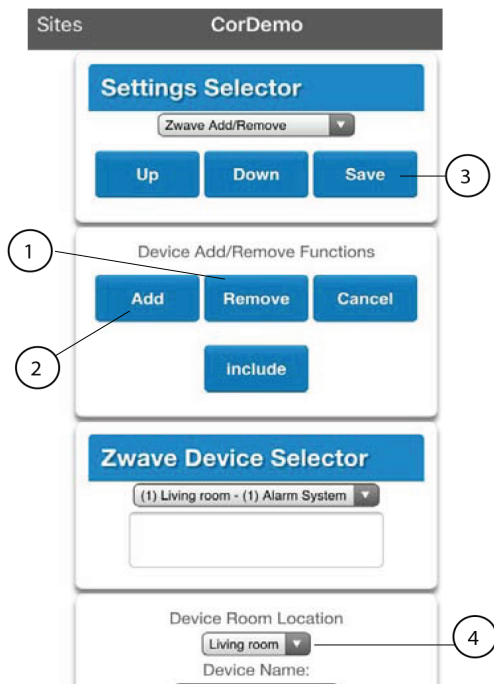 Sites CorDemo
Settings Selector
Zwave Add/Remove
Up Down Save
3
1
Device Add/Remove Functions
Add Remove Cancel
2
include
Zwave Device Selector
(1) Living room - (1) Alarm System
Device Room Location
Living room
4
Device Name: